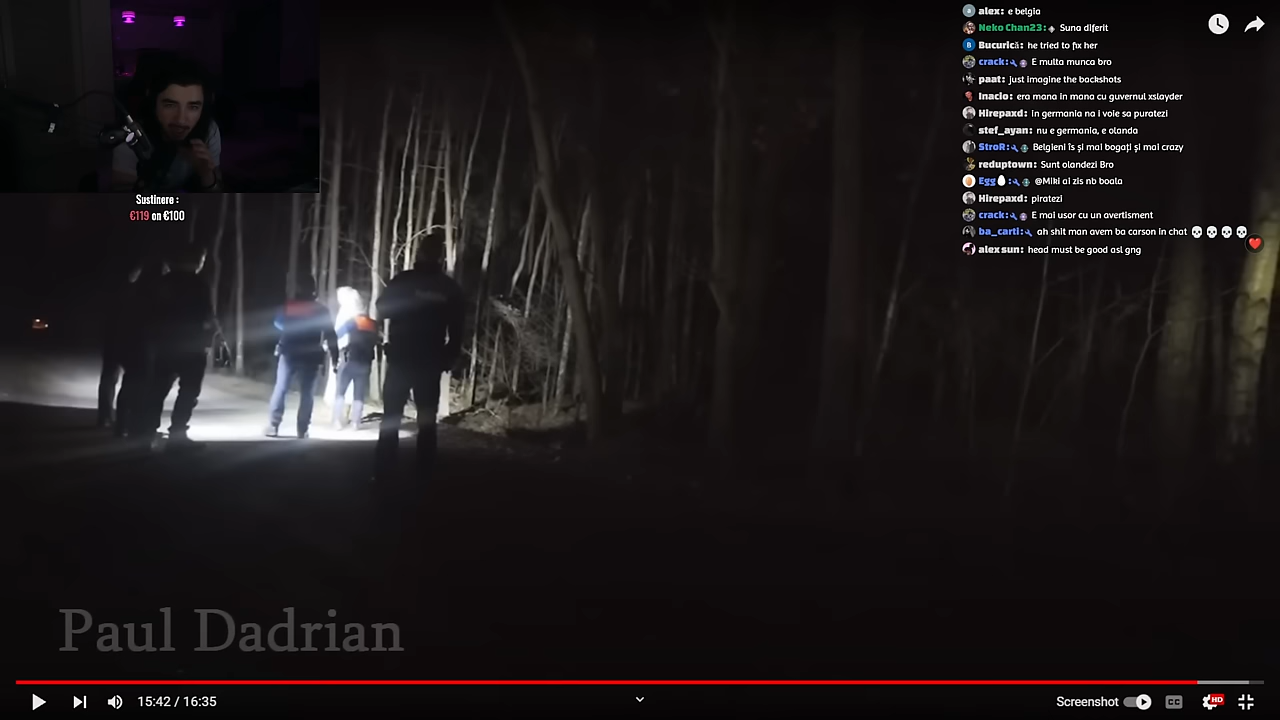 alex: e belgia
Neko Chan23: Suna diferit
Bucurică: he tried to fix her
crack: E multa munca bro
paat: just imagine the backshots
Inacio: era mana in mana cu guvernul xslayder
Hirepaxd: in germania na i voie sa puratezi
stef_ayan: nu e germania, e olanda
StroR: Belgieni îs și mai bogați și mai crazy
reduptown: Sunt olandezi Bro
Egg🥚: @Miki ai zis nb boala
Hirepaxd: piratezi
crack: E mai usor cu un avertisment
ba_carti: ah shit man avem ba carson in chat 💀 💀 💀 💀
alex sun: head must be good asl gng
Sustinere :
€119 on €100
Paul Dadrian
15:42 / 16:35
Screenshot
CC
HD